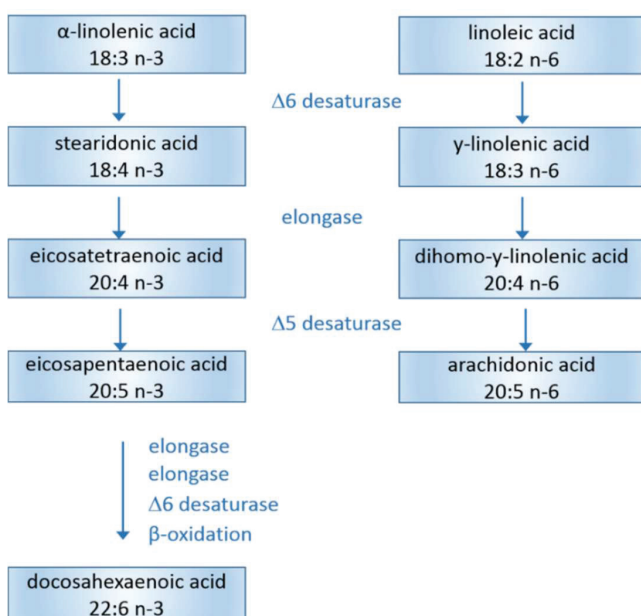 α-linolenic acid
18:3 n-3
linoleic acid
18:2 n-6
Δ6 desaturase
stearidonic acid
18:4 n-3
y-linolenic acid
18:3 n-6
elongase
eicosatetraenoic acid
20:4 n-3
dihomo-y-linolenic acid
20:4 n-6
Δ5 desaturase
eicosapentaenoic acid
20:5 n-3
arachidonic acid
20:5 n-6
elongase
elongase
Δ6 desaturase
β-oxidation
docosahexaenoic acid
22:6 n-3